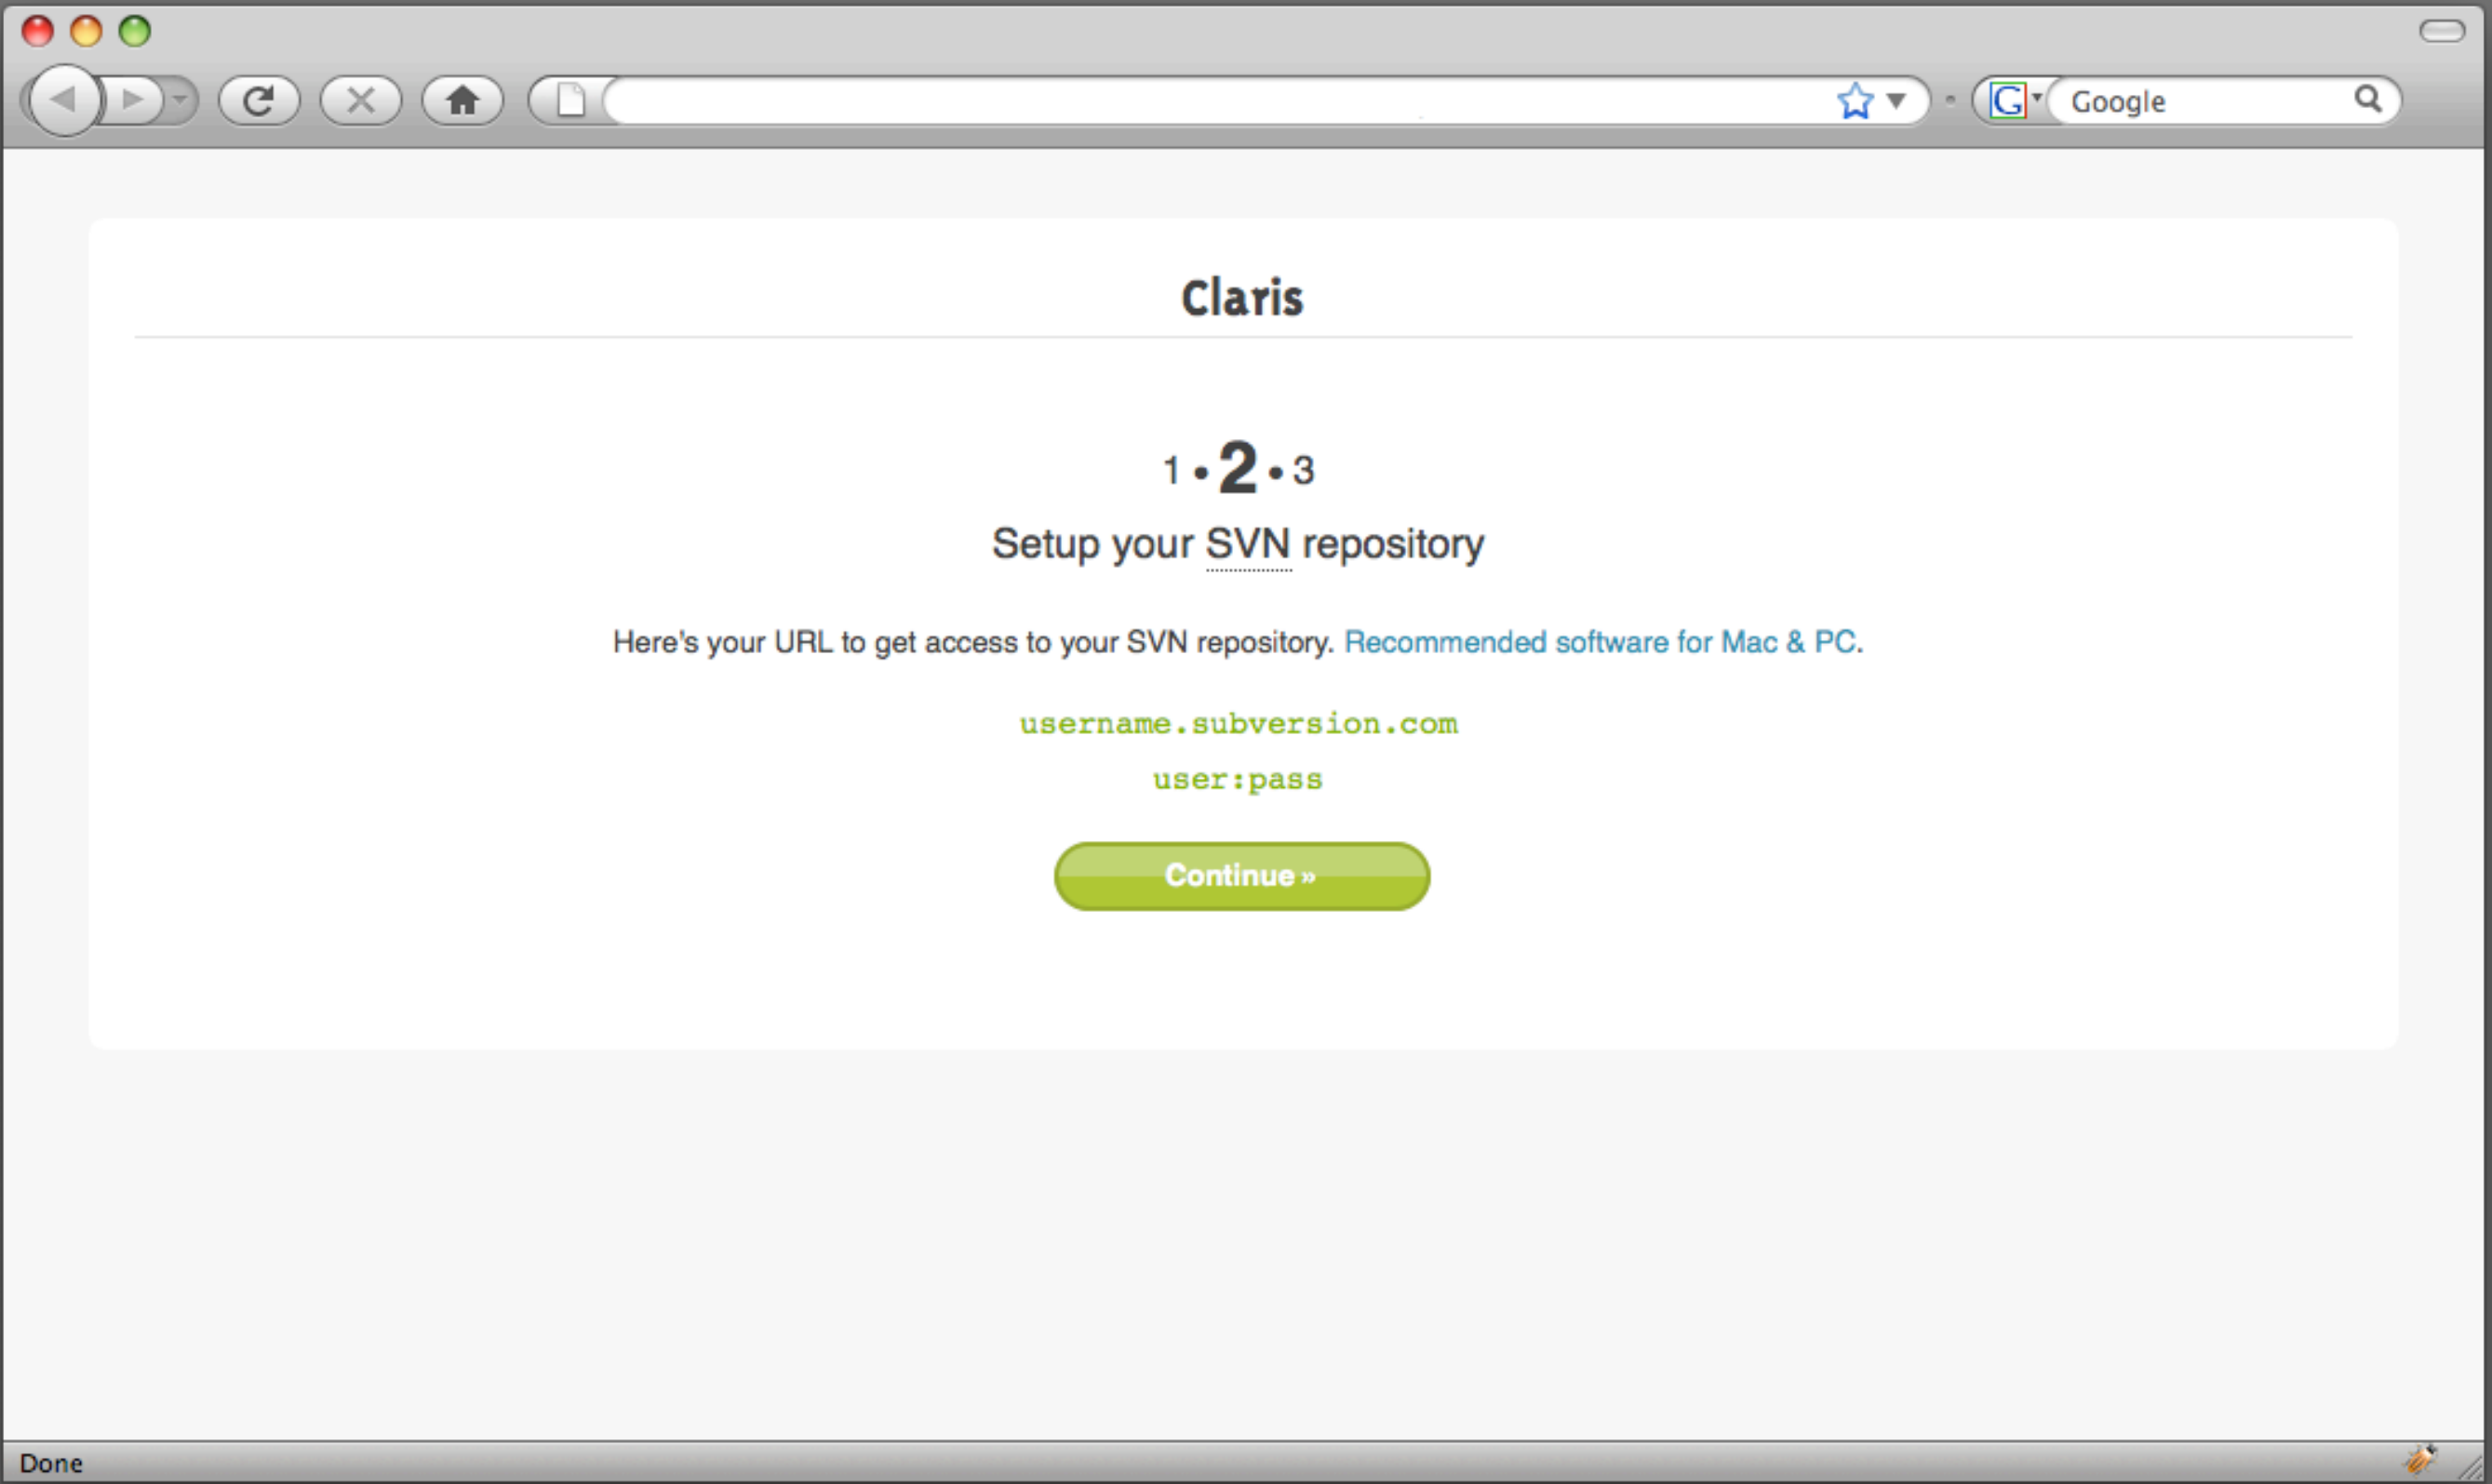 Google
Claris
1 • 2 • 3
Setup your SVN repository
Here's your URL to get access to your SVN repository. Recommended software for Mac & PC.
username.subversion.com
user:pass
Continue »
Done